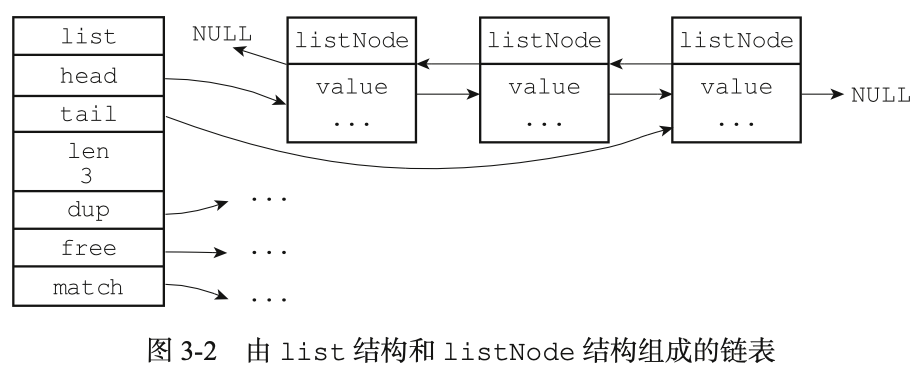 list
head
tail
len
3
dup
free
match
NULL
listNode
value
...
listNode
value
...
listNode
value
...
NULL
...
...
...
图 3-2 由 list 结构和 listNode 结构组成的链表